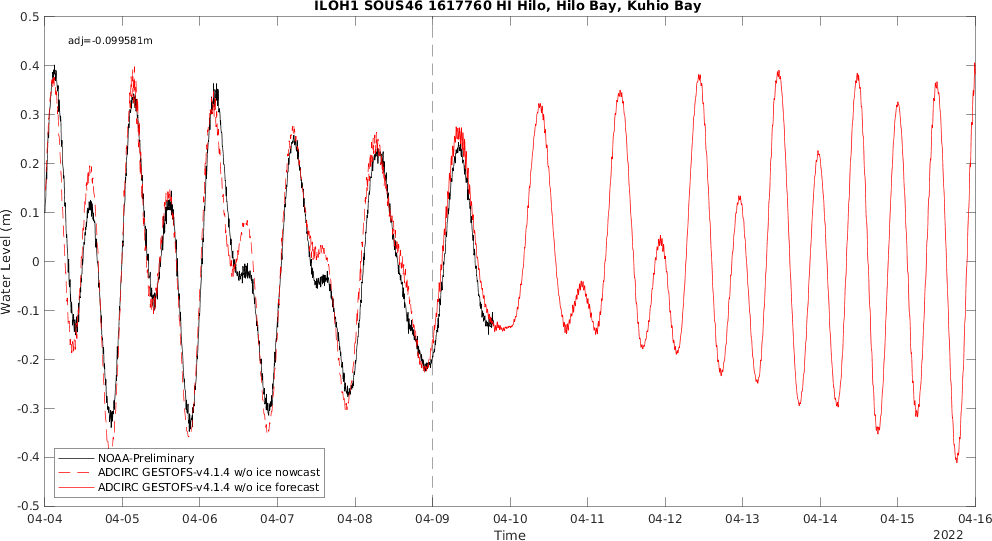 ILOH1 SOUS46 1617760 HI Hilo, Hilo Bay, Kuhio Bay
adj=-0.099581m
0.5
0.4
0.3
0.2
0.1
0
-0.1
-0.2
-0.3
-0.4
-0.5
Water Level (m)
NOAA-Preliminary
ADCIRC GESTOFS-v4.1.4 w/o ice nowcast
ADCIRC GESTOFS-v4.1.4 w/o ice forecast
04-04 04-05 04-06 04-07 04-08 04-09 04-10 04-11 04-12 04-13 04-14 04-15 04-16
Time
2022